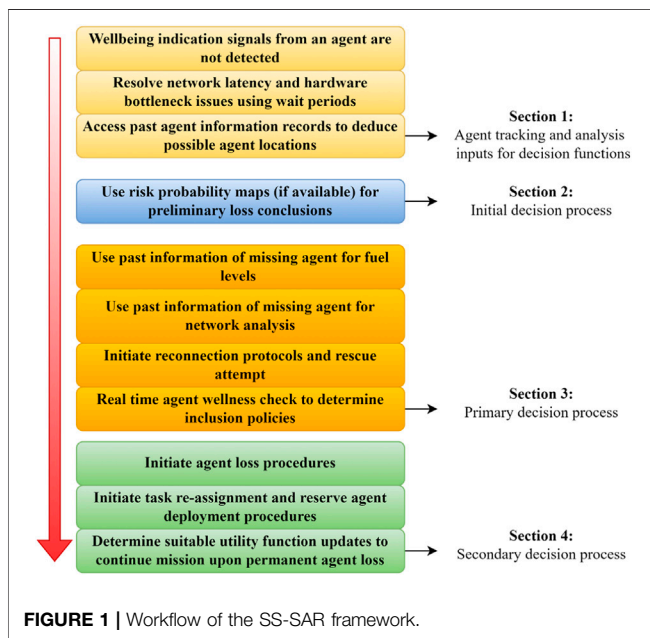 Wellbeing indication signals from an agent are
not detected
Resolve network latency and hardware
bottleneck issues using wait periods
Access past agent information records to deduce
possible agent locations
Section 1:
Agent tracking and analysis
inputs for decision functions
Use risk probability maps (if available) for
preliminary loss conclusions
Section 2:
Initial decision process
Use past information of missing agent for fuel
levels
Use past information of missing agent for
network analysis
Initiate reconnection protocols and rescue
attempt
Real time agent wellness check to determine
inclusion policies
Section 3:
Primary decision process
Initiate agent loss procedures
Initiate task re-assignment and reserve agent
deployment procedures
Determine suitable utility function updates to
continue mission upon permanent agent loss
Section 4:
Secondary decision process
FIGURE 1 | Workflow of the SS-SAR framework.